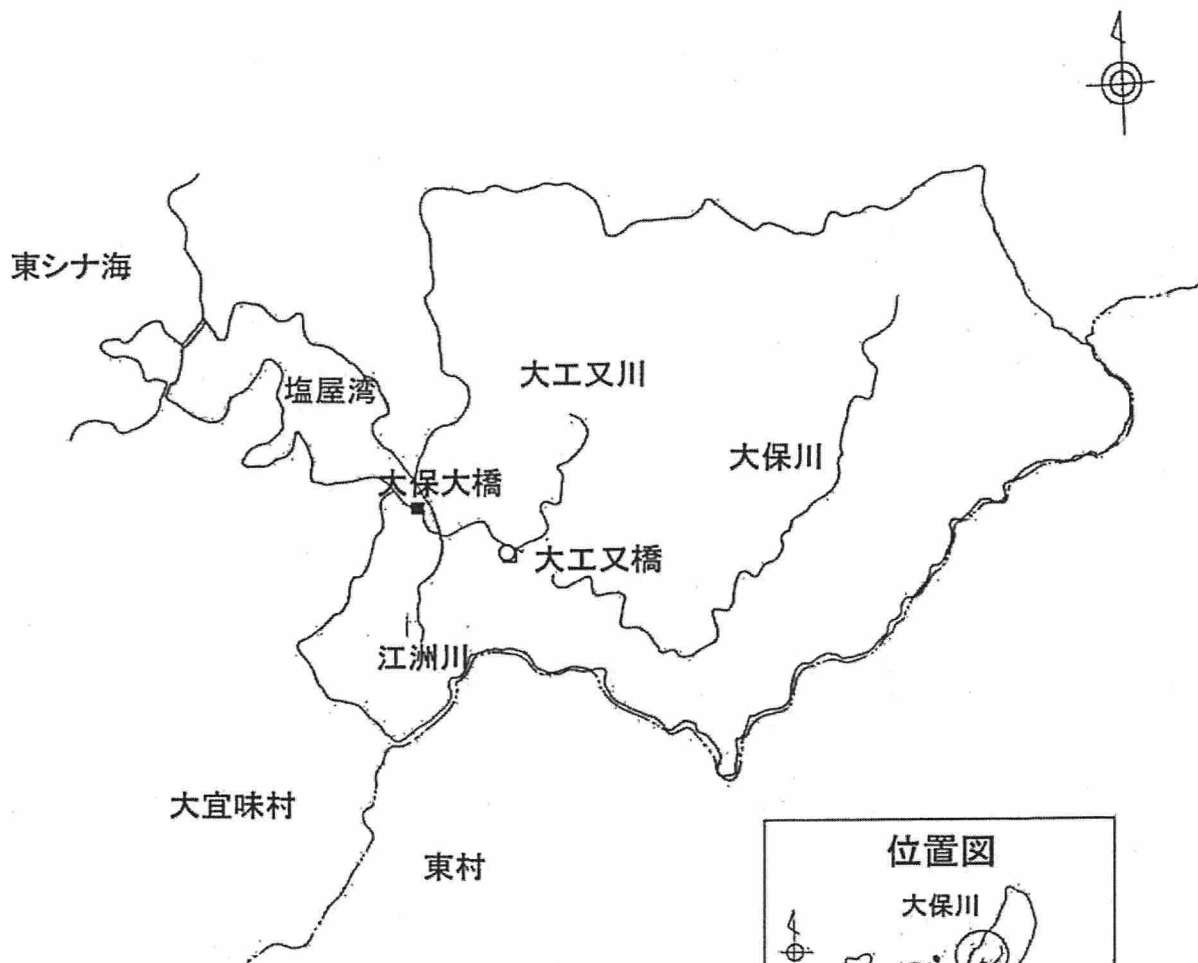 東シナ海
塩屋湾
大工又川
大保川
大保大橋
大工又橋
江洲川
大宜味村
東村
位置図
大保川